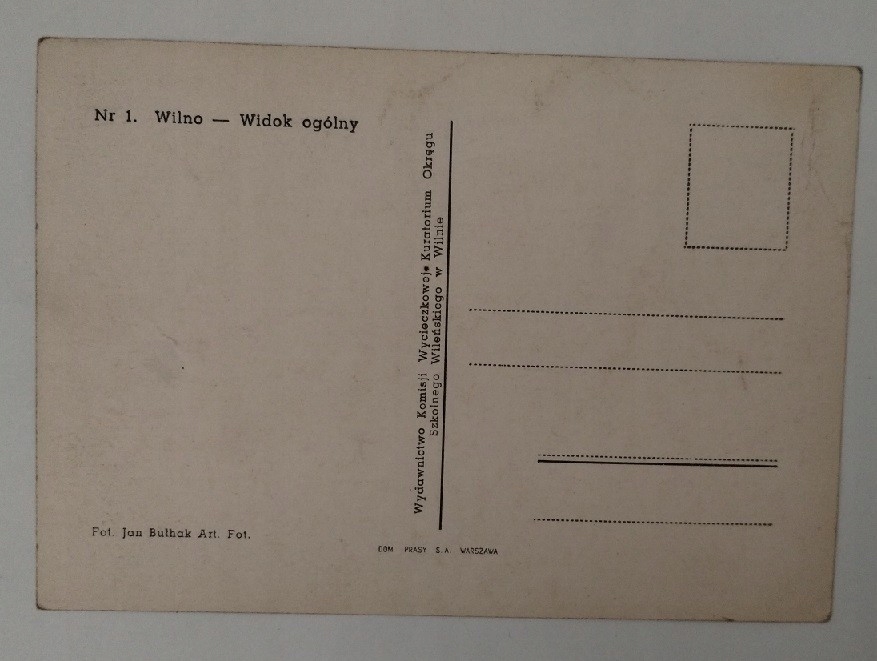 Nr 1. Wilno — Widok ogólny
Wydawnictwo Komisji Wycieczkowej Kuratorium Okręgu
Szkolnego Wileńskiego w Wilnie
Fot. Jan Bułhak Art. Fot.
DOM PRASY S. A. WARSZAWA